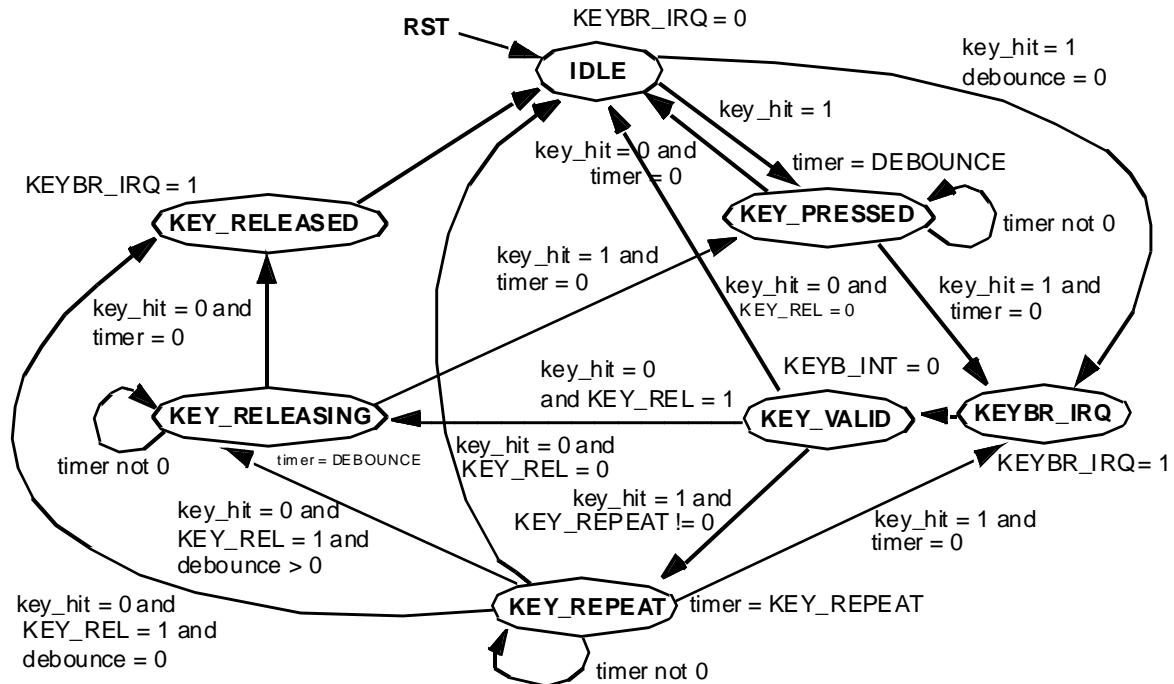 KEYBR_IRQ = 0
RST
IDLE
key_hit = 1
debounce = 0
key_hit = 1
key_hit = 0 and
timer = 0
timer = DEBOUNCE
KEYBR_IRQ = 1
KEY_RELEASED
KEY_PRESSED
timer not 0
key_hit = 1 and
timer = 0
key_hit = 0 and
KEY_REL = 0
key_hit = 1 and
timer = 0
key_hit = 0 and
timer = 0
KEYB_INT = 0
key_hit = 0
and KEY_REL = 1
KEY_RELEASING
KEY_VALID
KEYBR_IRQ
timer not 0
timer = DEBOUNCE
key_hit = 0 and
KEY_REL = 0
KEYBR_IRQ= 1
key_hit = 1 and
KEY_REPEAT != 0
key_hit = 0 and
KEY_REL = 1 and
debounce > 0
key_hit = 1 and
timer = 0
key_hit = 0 and
KEY_REL = 1 and
debounce = 0
KEY_REPEAT
timer = KEY_REPEAT
timer not 0